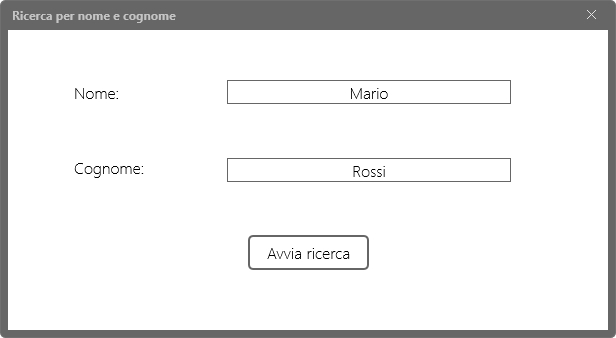 Ricerca per nome e cognome
Nome: Mario
Cognome: Rossi
Avvia ricerca